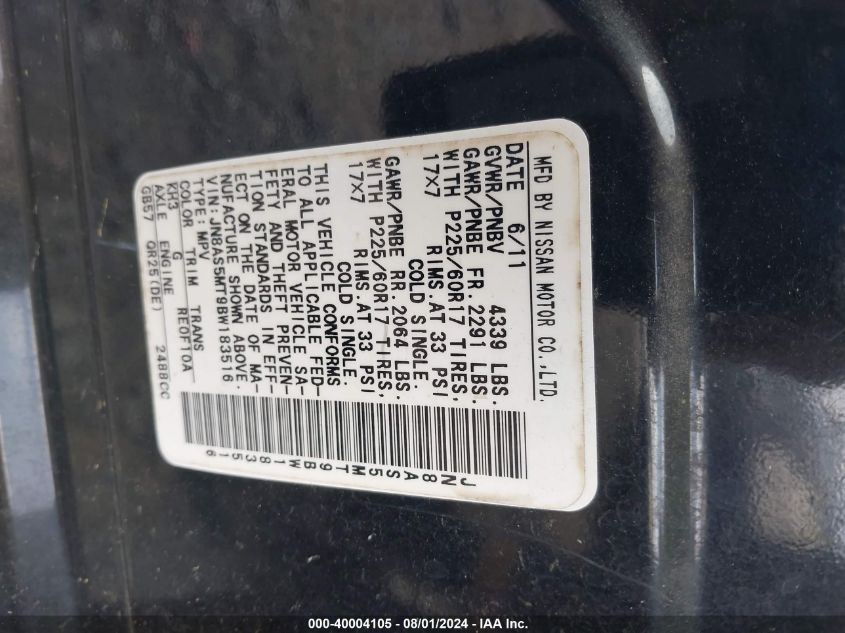 MFD BY NISSAN MOTOR CO.,LTD.
DATE 6/11
GVWR/PNBV 4339 LBS.
GAWR/PNBE FR. 2291 LBS.
WITH P225/60R17 TIRES,
17X7 RIMS.AT 33 PSI
COLD SINGLE.
GAWR/PNBE RR. 2064 LBS.
WITH P225/60R17 TIRES,
17X7 RIMS.AT 33 PSI
COLD SINGLE.
THIS VEHICLE CONFORMS
TO ALL APPLICABLE FED-
ERAL MOTOR VEHICLE SA-
FETY AND THEFT PREVEN-
TION STANDARDS IN EFF-
ECT ON THE DATE OF MA-
NUFACTURE SHOWN ABOVE.
VIN:JN8AS5MT9BW183516
TYPE:MPV
COLOR TRIM TRANS
KH3 G RE0F10A
AXLE ENGINE
GB57 QR25(DE) 2488CC
JN8AS5MT9BW183516
000-40004105 - 08/01/2024 - IAA Inc.